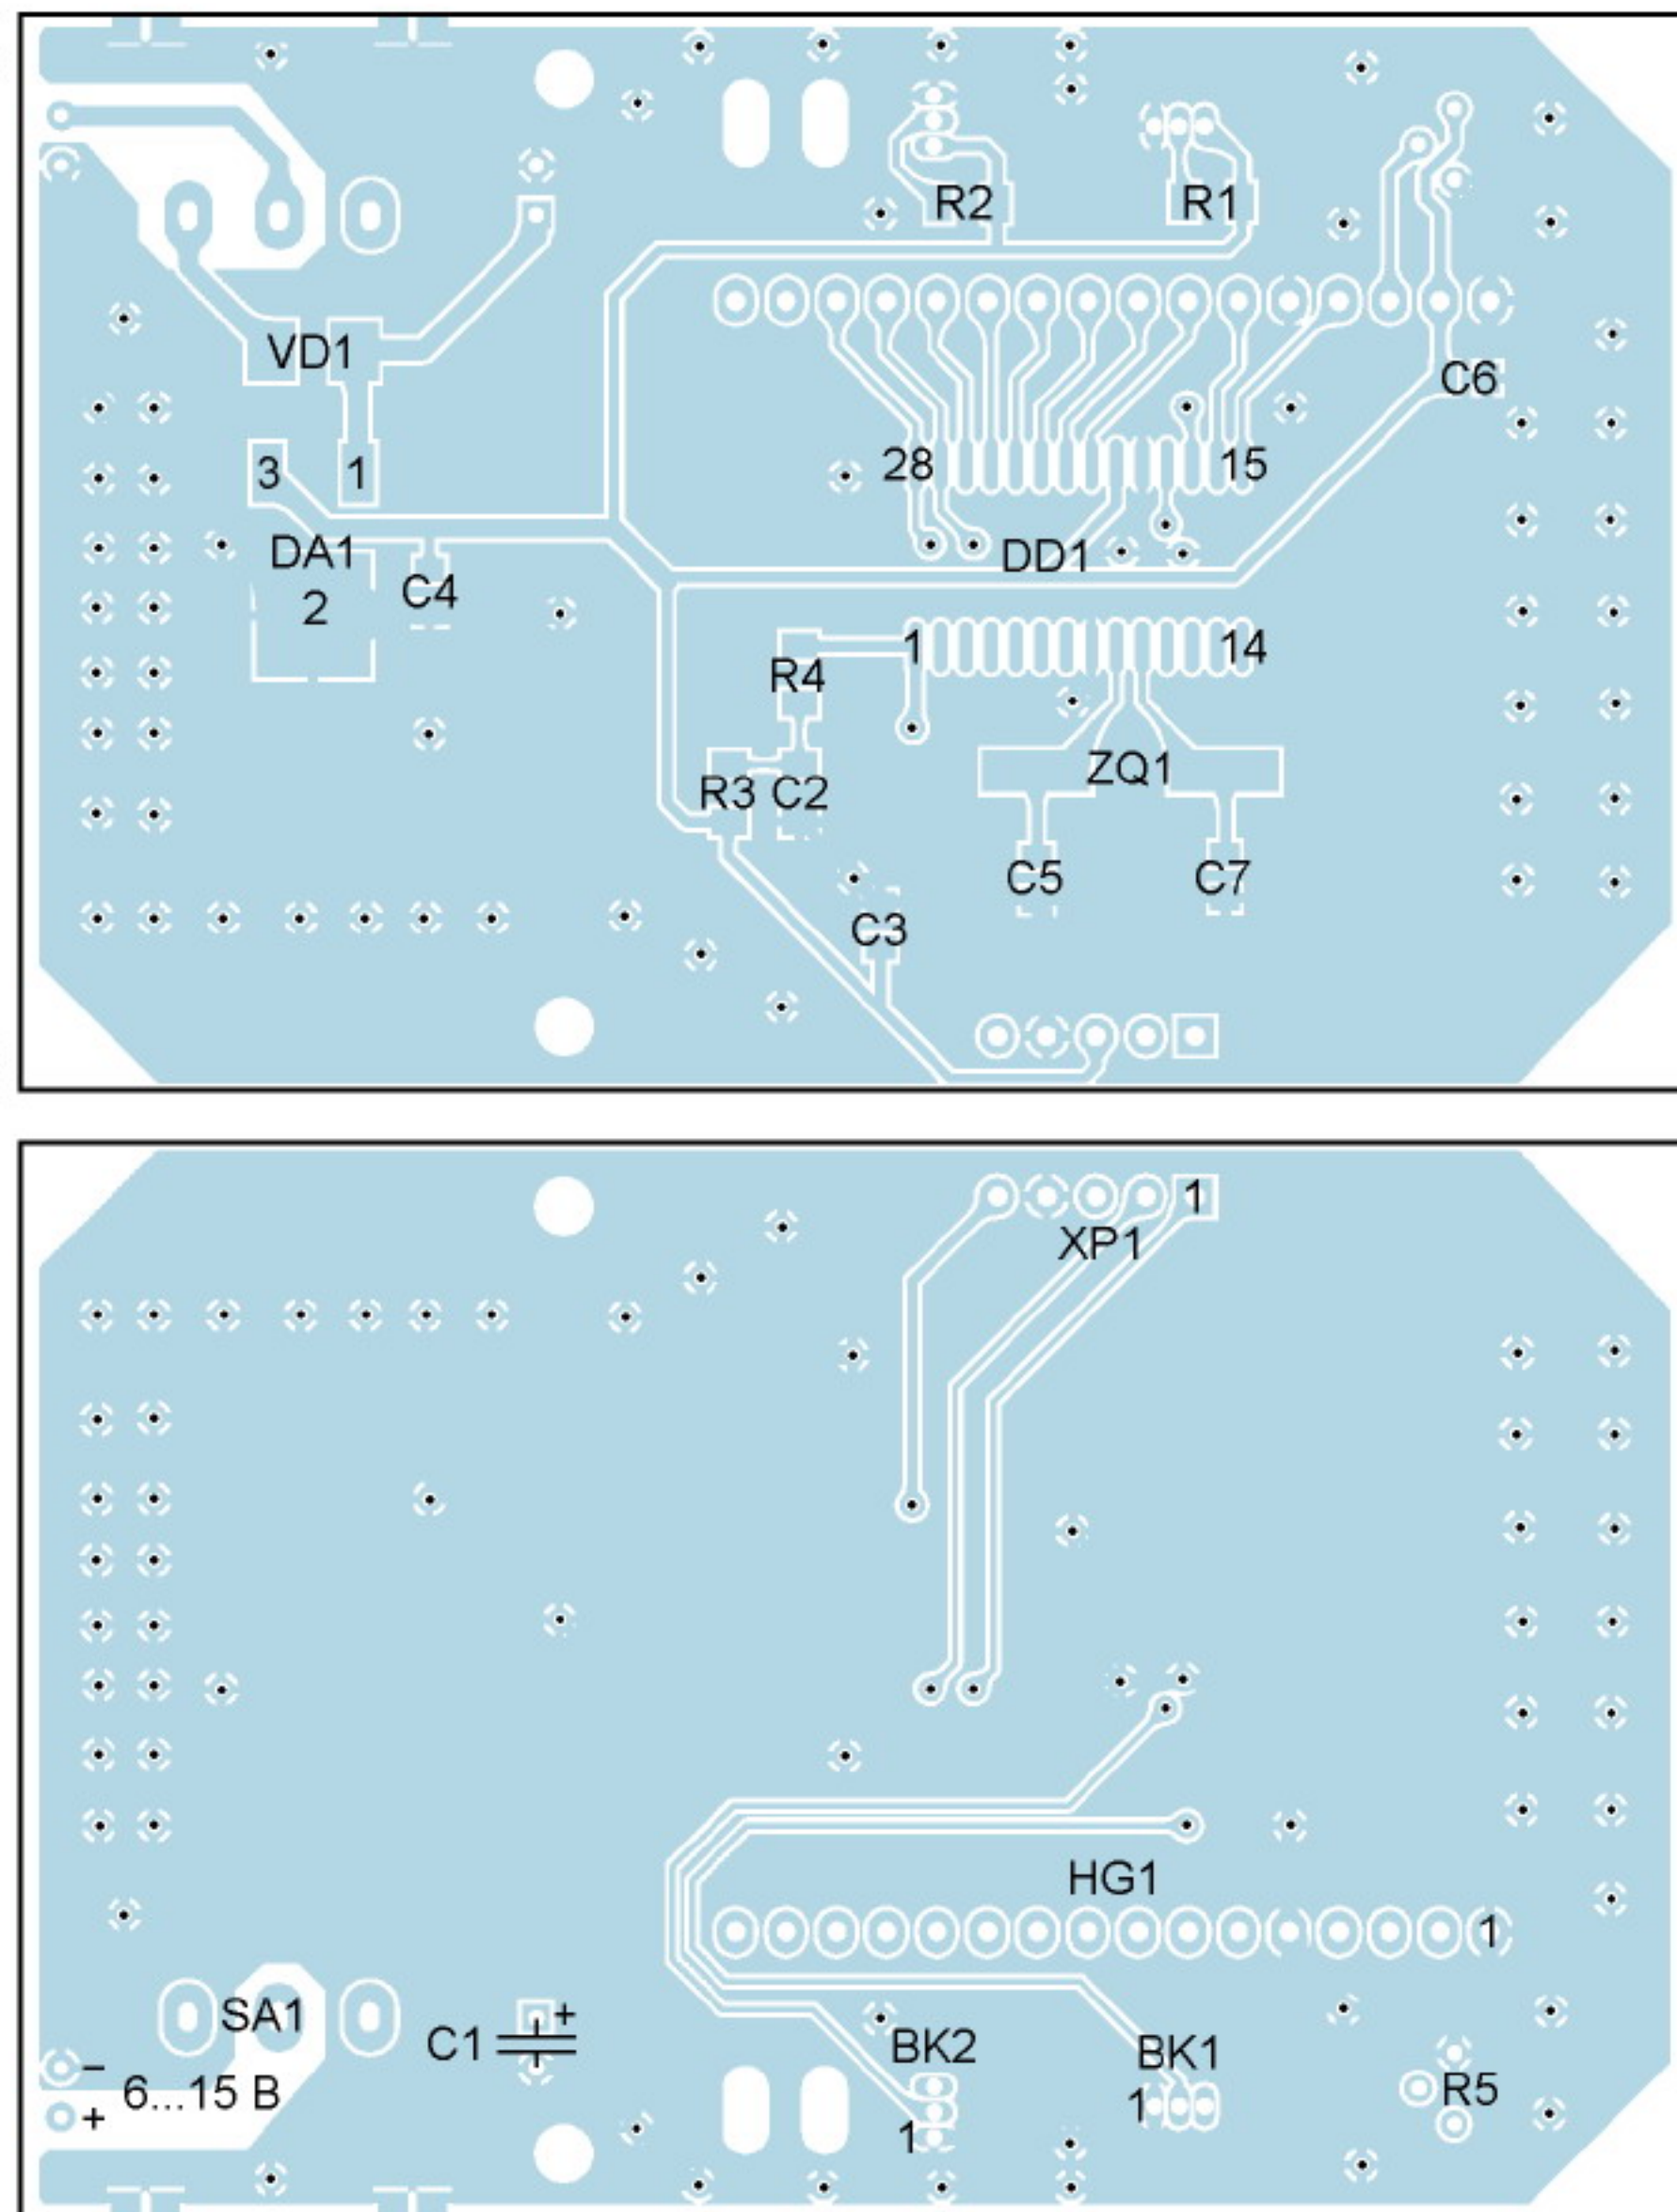 R2 R1
VD1 C6
3 1 28 15
DA1 DD1
2 C4
1 14
R4
ZQ1
R3 C2
C5 C7
C3
1
XP1
HG1
1
SA1 +
C1 BK2 BK1
–
6...15 В R5
+ 1
1